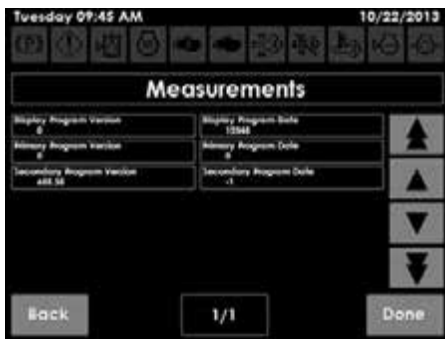 Tuesday 09:45 AM 10/22/2013
(P)
Measurements
Display Program Version
0
Display Program Date
12848
Primary Program Version
0
Primary Program Date
0
Secondary Program Version
Secondary Program Date
-1
Back
1/1
Done